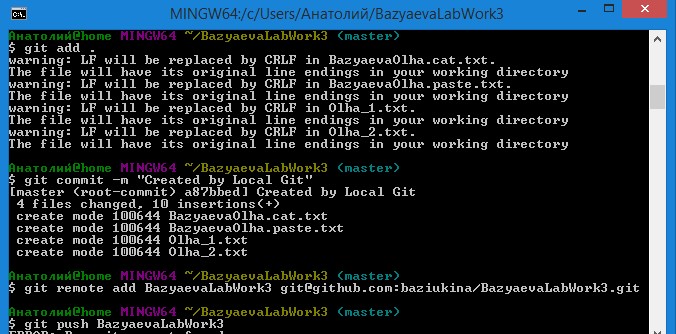 MINGW64:/c/Users/Анатолий/BazyaevaLabWork3
Анатолий@home MINGW64 ~/BazyaevaLabWork3 (master)
$ git add .
warning: LF will be replaced by CRLF in BazyaevaOlha.cat.txt.
The file will have its original line endings in your working directory
warning: LF will be replaced by CRLF in BazyaevaOlha.paste.txt.
The file will have its original line endings in your working directory
warning: LF will be replaced by CRLF in Olha_1.txt.
The file will have its original line endings in your working directory
warning: LF will be replaced by CRLF in Olha_2.txt.
The file will have its original line endings in your working directory
Анатолий@home MINGW64 ~/BazyaevaLabWork3 (master)
$ git commit -m "Created by Local Git"
[master (root-commit) a87bbed] Created by Local Git
4 files changed, 10 insertions(+)
create mode 100644 BazyaevaOlha.cat.txt
create mode 100644 BazyaevaOlha.paste.txt
create mode 100644 Olha_1.txt
create mode 100644 Olha_2.txt
Анатолий@home MINGW64 ~/BazyaevaLabWork3 (master)
$ git remote add BazyaevaLabWork3 git@github.com:baziukina/BazyaevaLabWork3.git
Анатолий@home MINGW64 ~/BazyaevaLabWork3 (master)
$ git push BazyaevaLabWork3